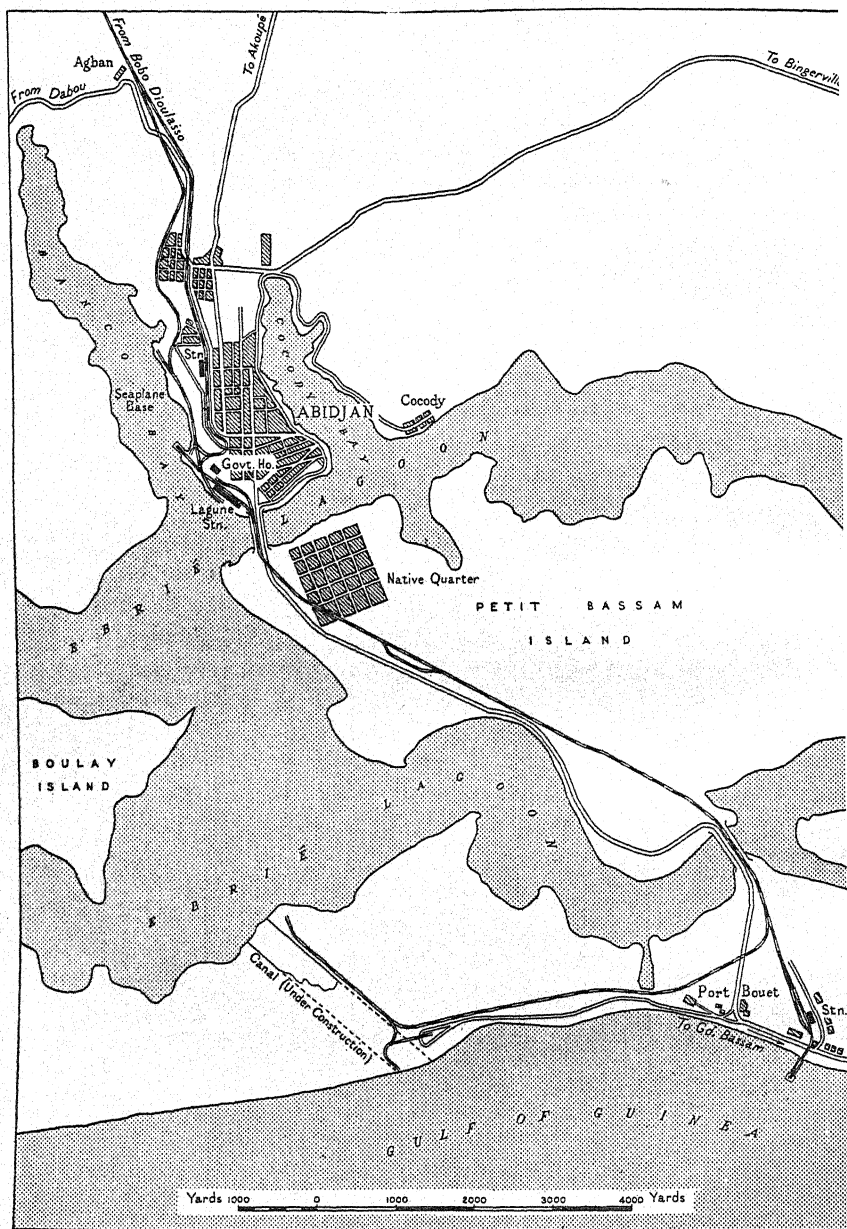 From Bobo Dioulasso
To Akoupé
To Bingerville
Agban
From Dabou
BANCO BAY
COCODY BAY
Stn.
Seaplane
Base
ABIDJAN
Cocody
Govt. Ho.
Lagune
Stn.
EBRIÉ LAGOON
Native Quarter
PETIT BASSAM
ISLAND
BOULAY
ISLAND
EBRIÉ LAGOON
Canal (Under Construction)
Port Bouet
Stn.
To Gd. Bassam
GULF OF GUINEA
Yards 1000 0 1000 2000 3000 4000 Yards